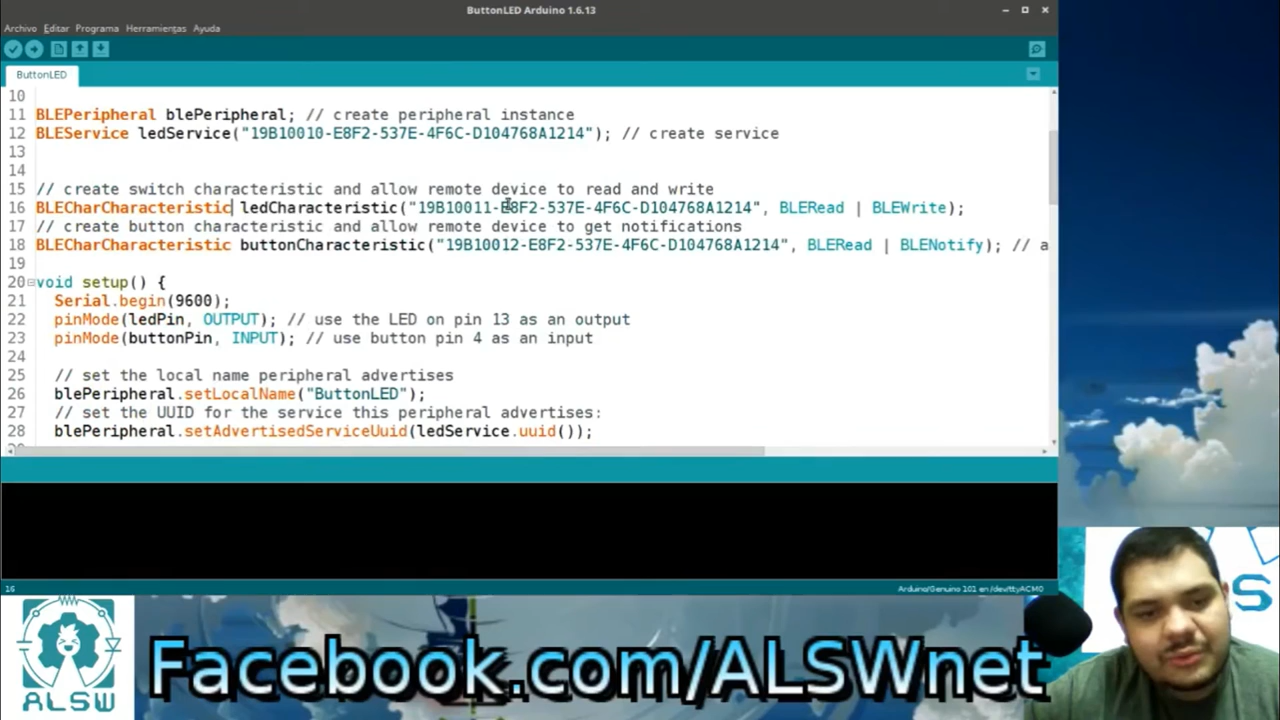 ButtonLED Arduino 1.6.13
Archivo Editar Programa Herramientas Ayuda
ButtonLED
10
11 BLEPeripheral blePeripheral; // create peripheral instance
12 BLEService ledService("19B10010-E8F2-537E-4F6C-D104768A1214"); // create service
13
14
15 // create switch characteristic and allow remote device to read and write
16 BLECharCharacteristic ledCharacteristic("19B10011-E8F2-537E-4F6C-D104768A1214", BLERead | BLEWrite);
17 // create button characteristic and allow remote device to get notifications
18 BLECharCharacteristic buttonCharacteristic("19B10012-E8F2-537E-4F6C-D104768A1214", BLERead | BLENotify); // a
19
20 void setup() {
21 Serial.begin(9600);
22 pinMode(ledPin, OUTPUT); // use the LED on pin 13 as an output
23 pinMode(buttonPin, INPUT); // use button pin 4 as an input
24
25 // set the local name peripheral advertises
26 blePeripheral.setLocalName("ButtonLED");
27 // set the UUID for the service this peripheral advertises:
28 blePeripheral.setAdvertisedServiceUuid(ledService.uuid());
16
Arduino/Genuino 101 en /dev/ttyACM0
ALSW
Facebook.com/ALSWnet
S